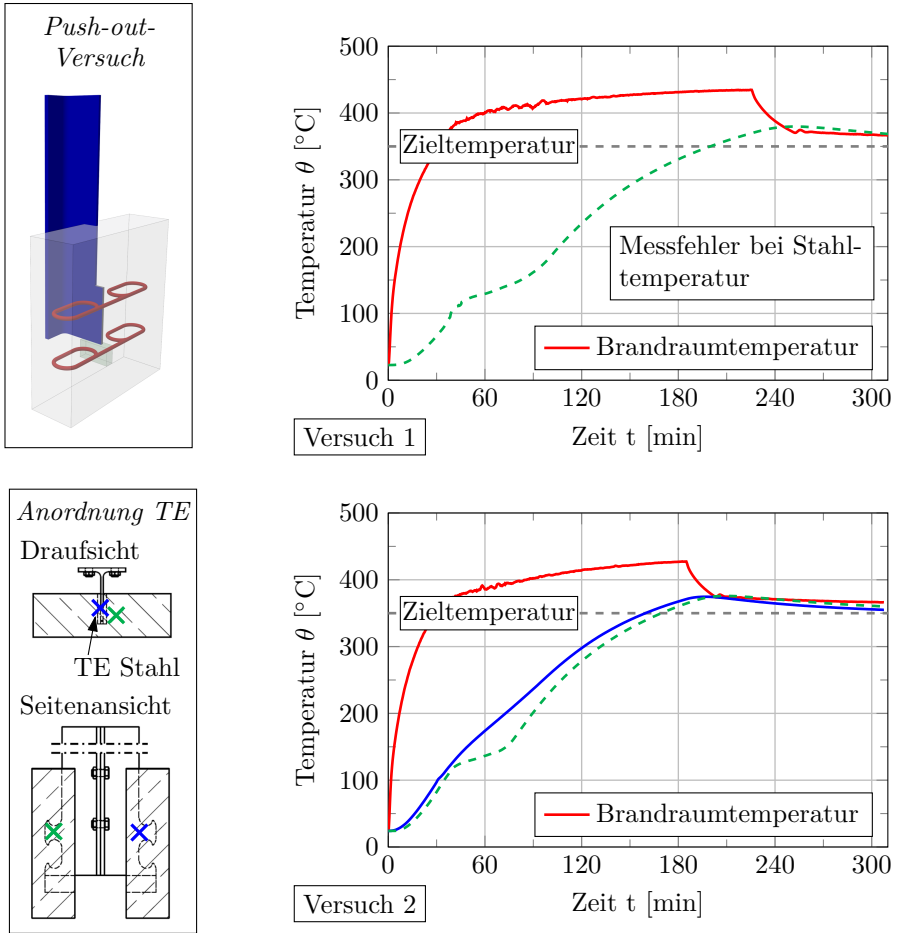 Push-out-
Versuch
500
400
300
200
100
0
Temperatur θ [°C]
Zieltemperatur
Messfehler bei Stahl-
temperatur
Brandraumtemperatur
0 60 120 180 240 300
Zeit t [min]
Versuch 1
Anordnung TE
Draufsicht
TE Stahl
Seitenansicht
500
400
300
200
100
0
Temperatur θ [°C]
Zieltemperatur
Brandraumtemperatur
0 60 120 180 240 300
Zeit t [min]
Versuch 2